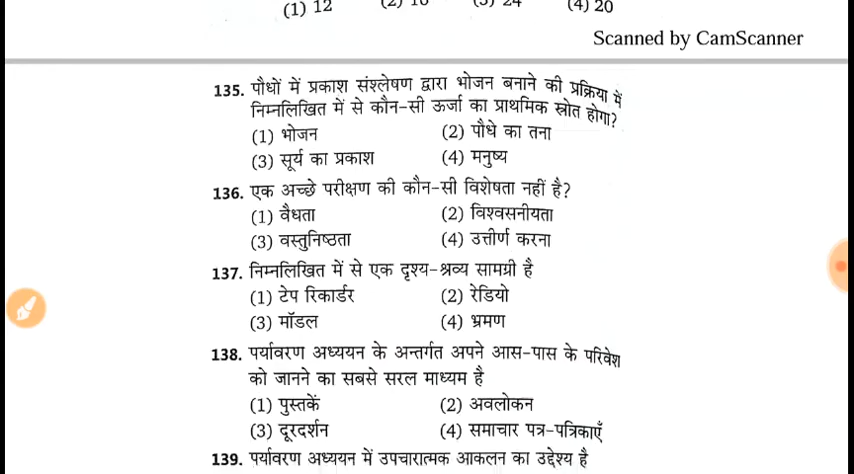 (1) 12 (3) 24 (4) 20
Scanned by CamScanner
135. पौधों में प्रकाश संश्लेषण द्वारा भोजन बनाने की प्रक्रिया में
निम्नलिखित में से कौन-सी ऊर्जा का प्राथमिक स्रोत होगा?
(1) भोजन (2) पौधे का तना
(3) सूर्य का प्रकाश (4) मनुष्य
136. एक अच्छे परीक्षण की कौन-सी विशेषता नहीं है?
(1) वैधता (2) विश्वसनीयता
(3) वस्तुनिष्ठता (4) उत्तीर्ण करना
137. निम्नलिखित में से एक दृश्य-श्रव्य सामग्री है
(1) टेप रिकार्डर (2) रेडियो
(3) मॉडल (4) भ्रमण
138. पर्यावरण अध्ययन के अन्तर्गत अपने आस-पास के परिवेश
को जानने का सबसे सरल माध्यम है
(1) पुस्तकें (2) अवलोकन
(3) दूरदर्शन (4) समाचार पत्र-पत्रिकाएँ
139. पर्यावरण अध्ययन में उपचारात्मक आकलन का उद्देश्य है